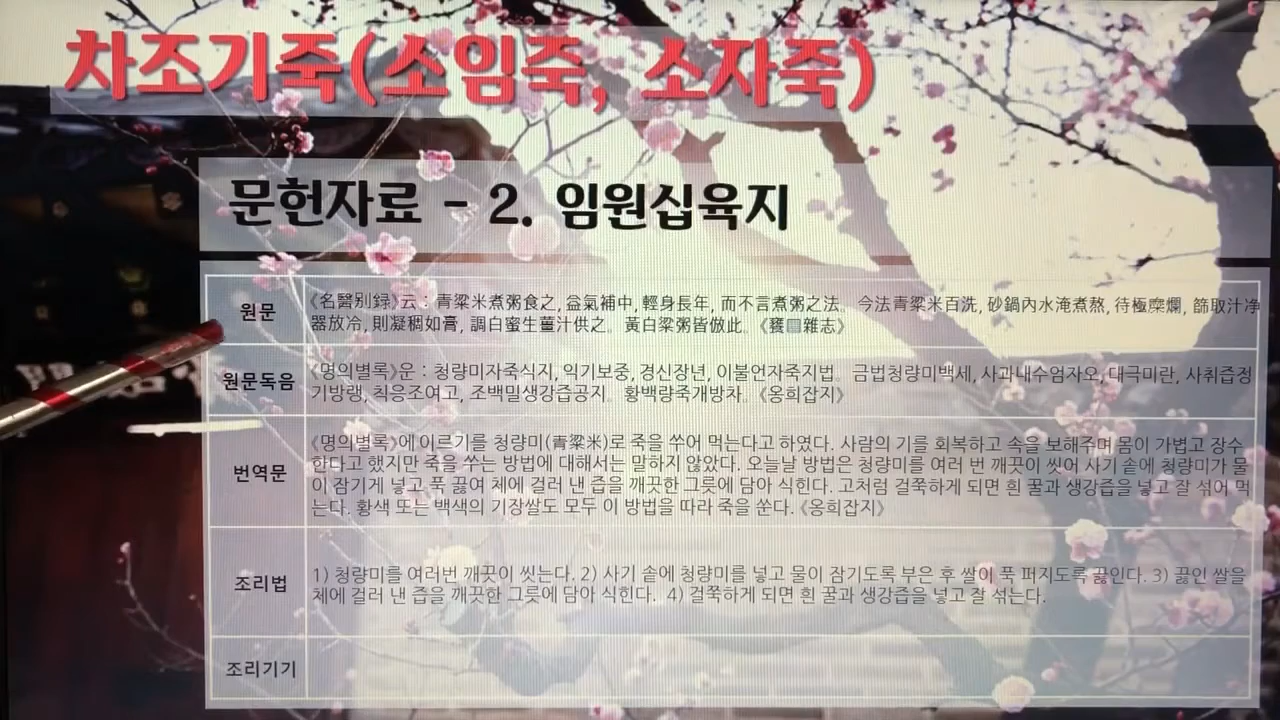 차조기죽(소임죽, 소자죽)
문헌자료 - 2. 임원십육지
원문
《名醫别録》云 : 青粱米煮粥食之, 益氣補中, 輕身長年, 而不言煮粥之法。今法青粱米百洗, 砂鍋內水淹煮熬, 待極糜爛, 篩取汁净
器放冷, 則凝稠如膏, 調白蜜生薑汁供之。黃白粱粥皆倣此。《饔▩雜志》
원문독음
《명의별록》운 : 청량미자죽식지, 익기보중, 경신장년, 이불언자죽지법。금법청량미백세, 사과내수엄자오, 대극미란, 사취즙정
기방랭, 칙응조여고, 조백밀생강즙공지。황백량죽개방차。《옹희잡지》
번역문
《명의별록》에 이르기를 청량미(青粱米)로 죽을 쑤어 먹는다고 하였다. 사람의 기를 회복하고 속을 보해주며 몸이 가볍고 장수
한다고 했지만 죽을 쑤는 방법에 대해서는 말하지 않았다. 오늘날 방법은 청량미를 여러 번 깨끗이 씻어 사기 솥에 청량미가 물
이 잠기게 넣고 푹 끓여 체에 걸러 낸 즙을 깨끗한 그릇에 담아 식힌다. 고처럼 걸쭉하게 되면 흰 꿀과 생강즙을 넣고 잘 섞어 먹
는다. 황색 또는 백색의 기장쌀도 모두 이 방법을 따라 죽을 쑨다.《옹희잡지》
조리법
1) 청량미를 여러번 깨끗이 씻는다. 2) 사기 솥에 청량미를 넣고 물이 잠기도록 부은 후 쌀이 푹 퍼지도록 끓인다. 3) 끓인 쌀을
체에 걸러 낸 즙을 깨끗한 그릇에 담아 식힌다. 4) 걸쭉하게 되면 흰 꿀과 생강즙을 넣고 잘 섞는다.
조리기기